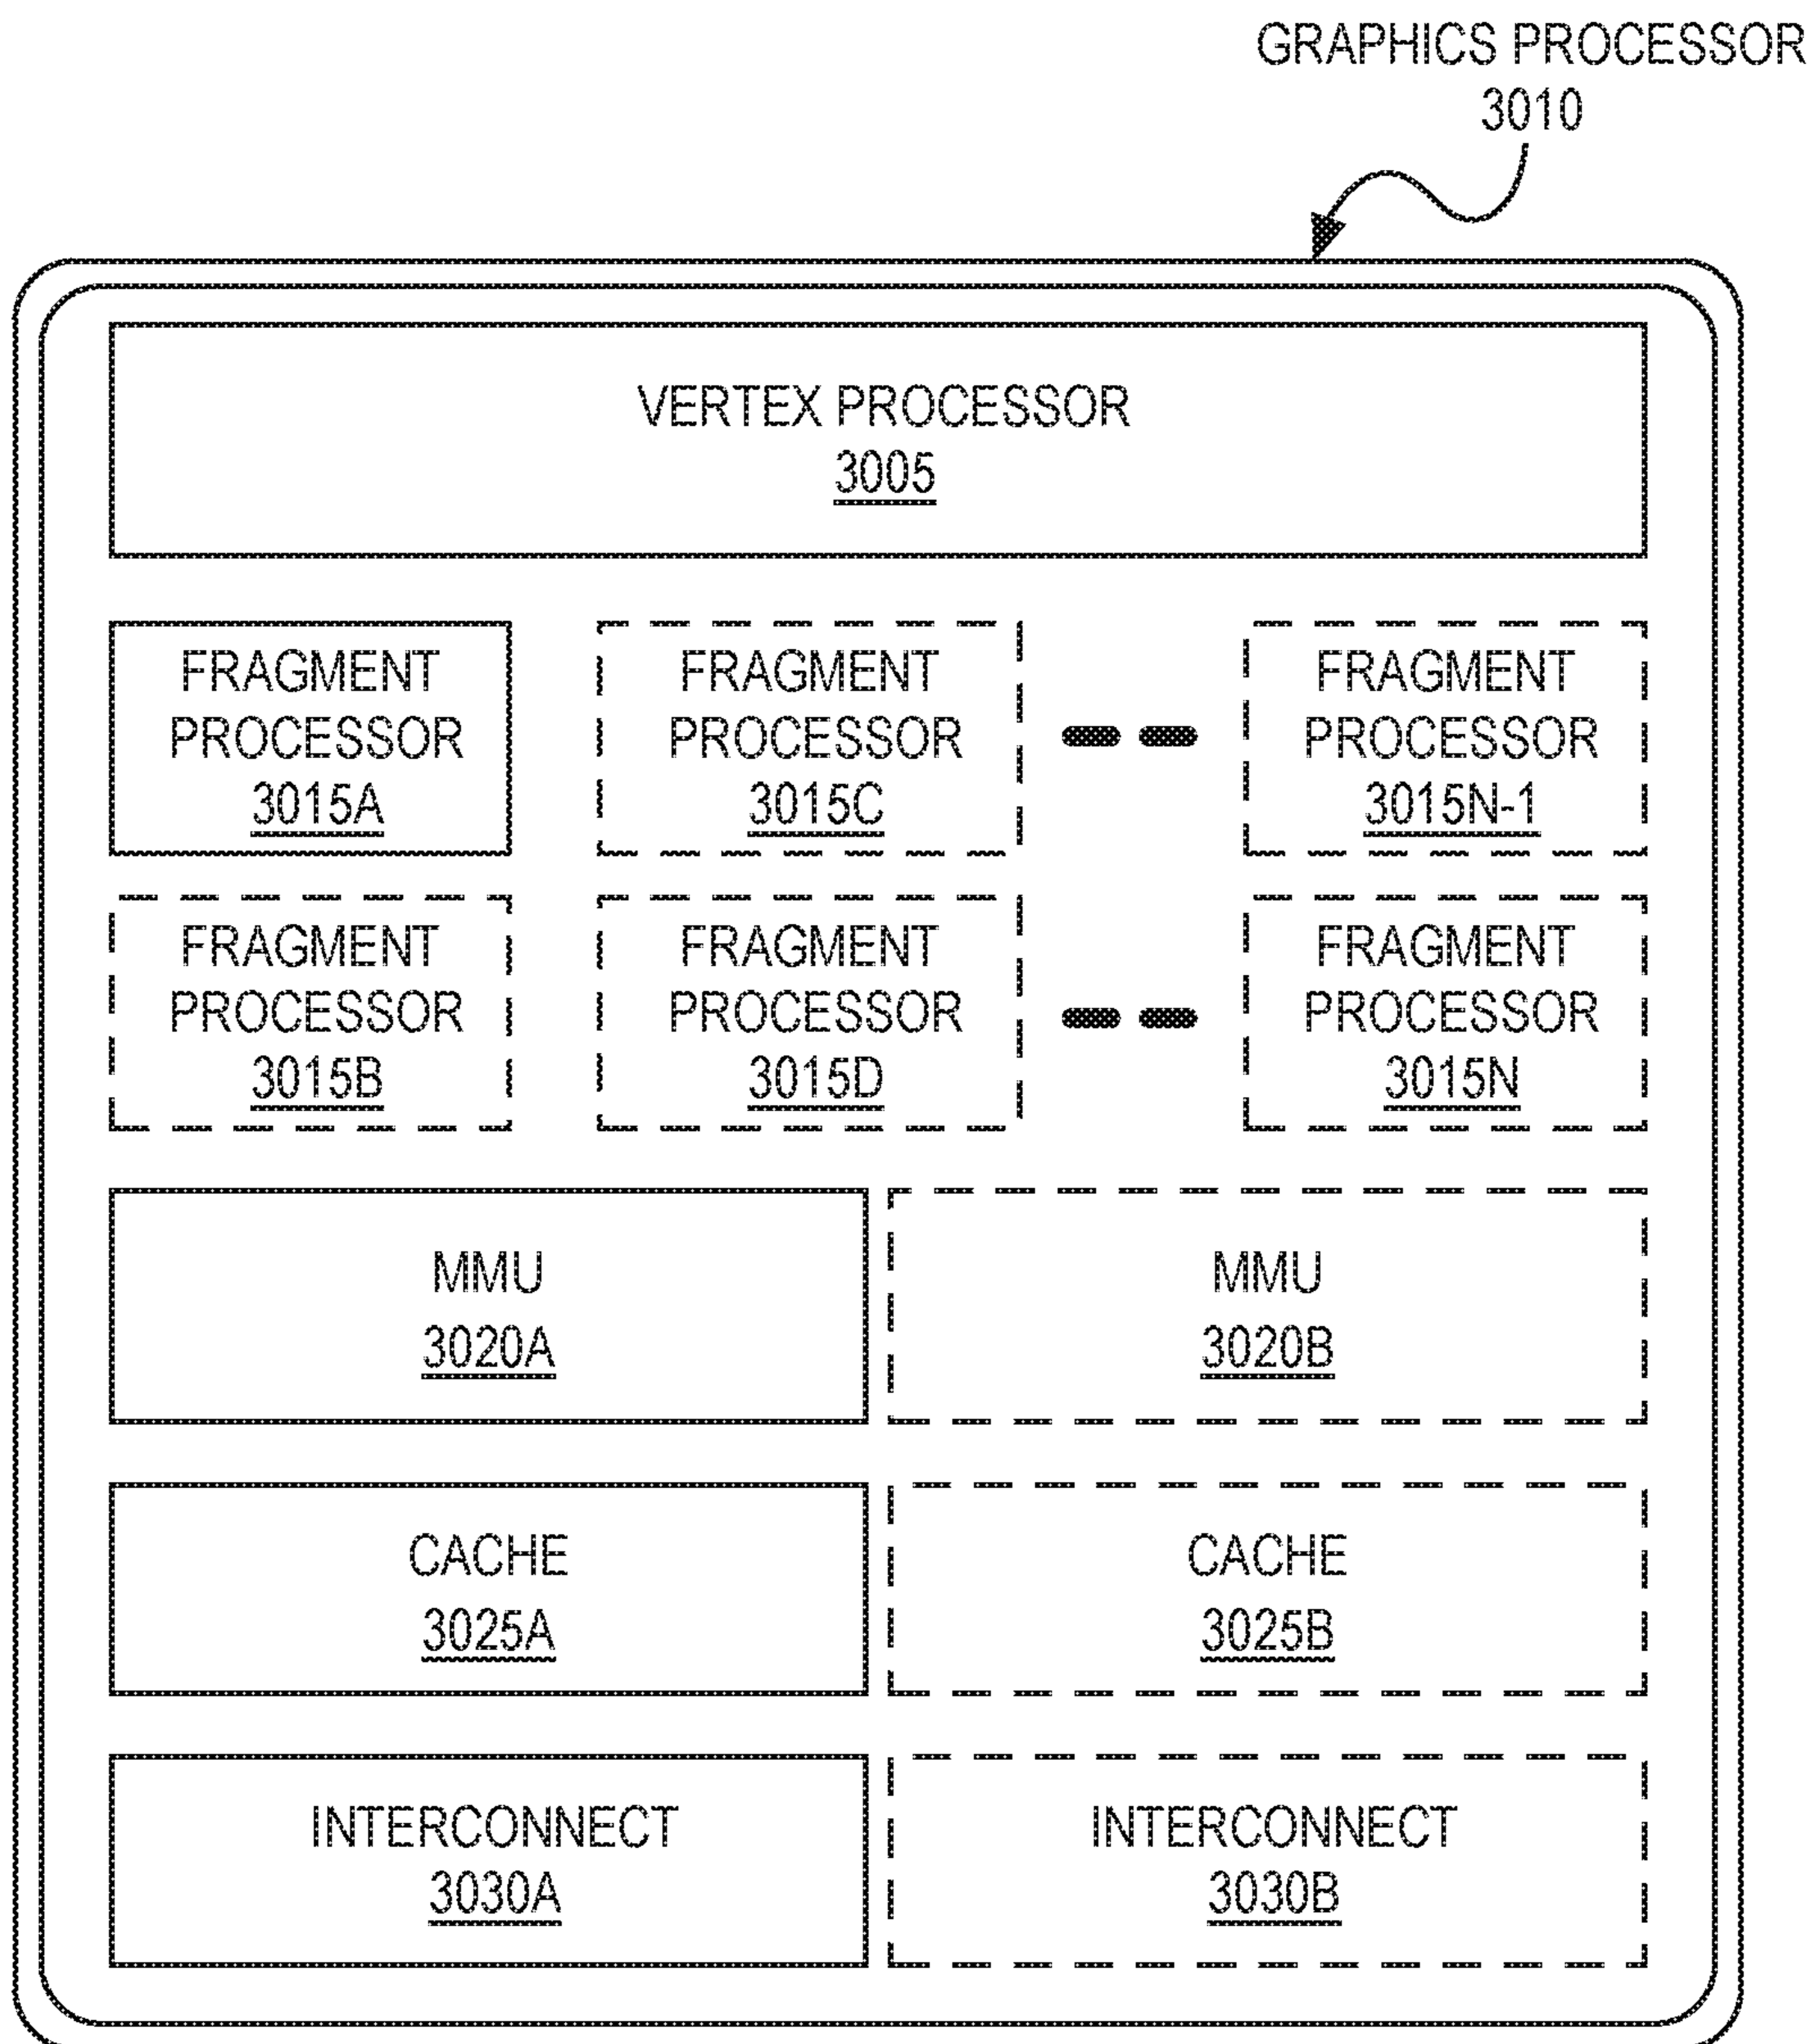 GRAPHICS PROCESSOR
3010
VERTEX PROCESSOR
3005
FRAGMENT
PROCESSOR
3015A
FRAGMENT
PROCESSOR
3015C
FRAGMENT
PROCESSOR
3015N-1
FRAGMENT
PROCESSOR
3015B
FRAGMENT
PROCESSOR
3015D
FRAGMENT
PROCESSOR
3015N
MMU
3020A
MMU
3020B
CACHE
3025A
CACHE
3025B
INTERCONNECT
3030A
INTERCONNECT
3030B